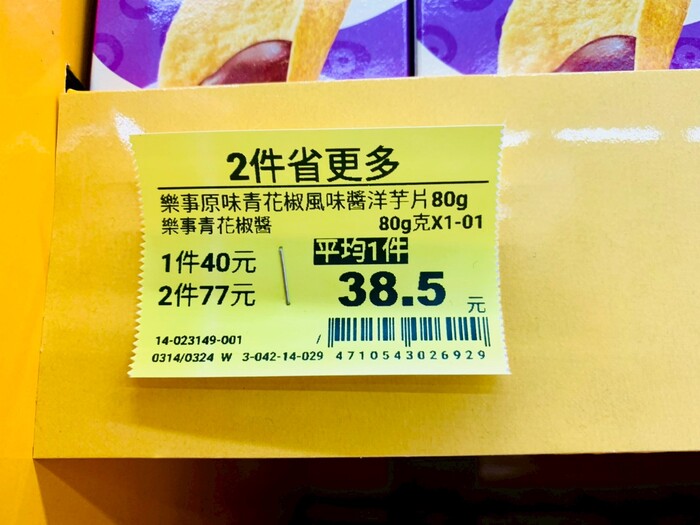 2件省更多
樂事原味青花椒風味醬洋芋片80g
樂事青花椒醬 80g克X1-01
1件40元 平均1件
2件77元 38.5 元
14-023149-001 /
0314/0324 W 3-042-14-029 4710543026929